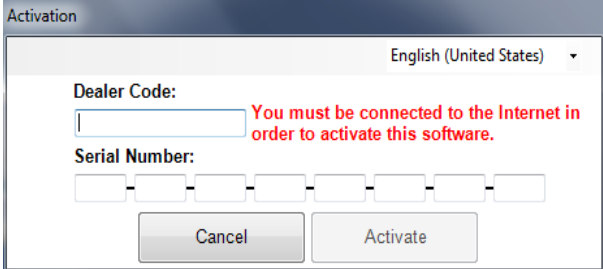 Activation
English (United States)
Dealer Code:
You must be connected to the Internet in
order to activate this software.
Serial Number:
- - - - - - -
Cancel
Activate